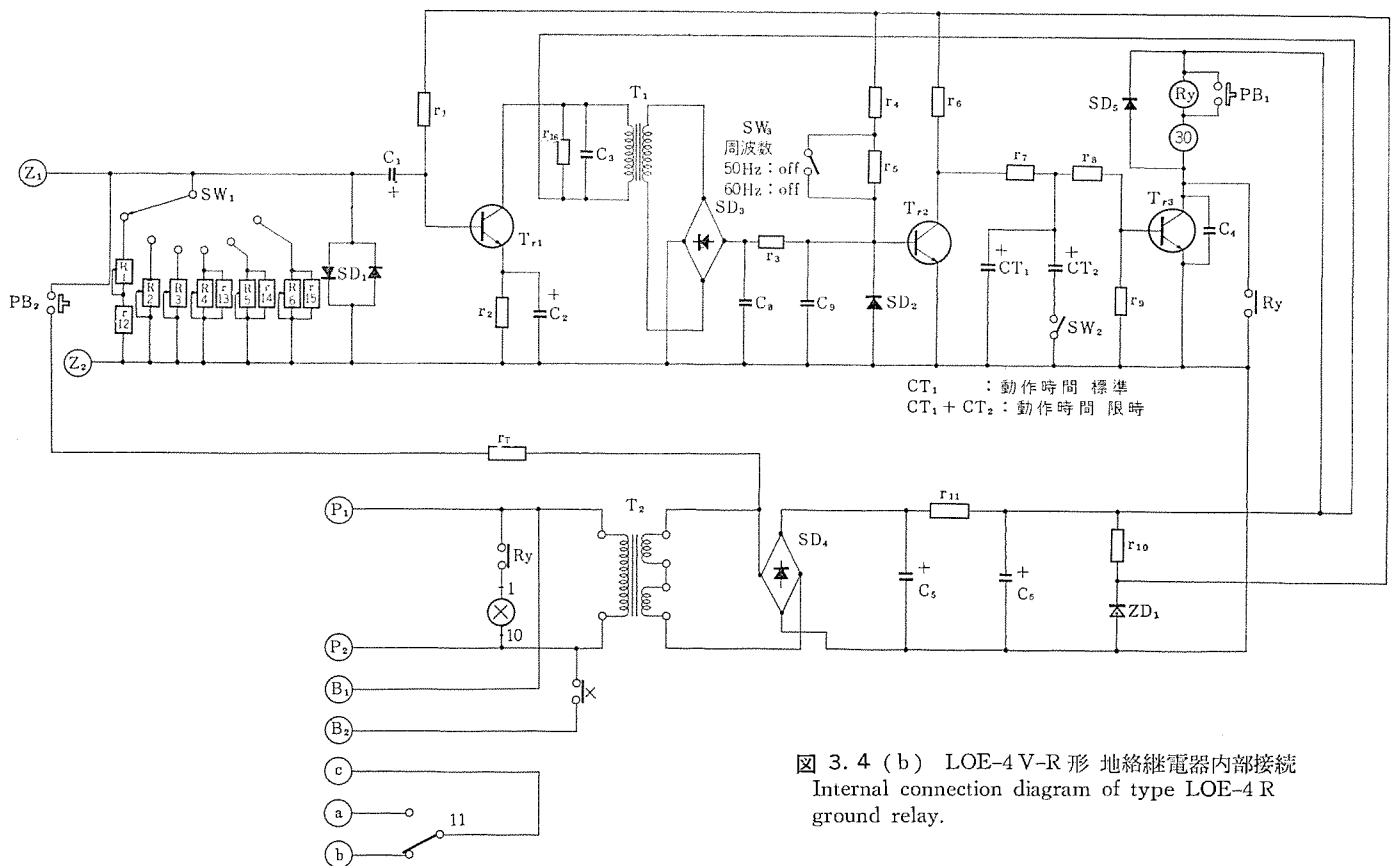 r₁
T₁
r₁₆
C₃
r₄
r₆
SD₅
Ry
PB₁
30
SW₃
周波数
50Hz：off
60Hz：off
r₅
r₇
r₈
Z₁
C₁
+
SW₁
Tr₁
SD₃
r₃
Tr₂
Tr₃
C₄
R1
r12
R2
R3
R4
r13
R5
r14
R6
r15
SD₁
PB₂
r₂
+
C₂
C₈
C₉
SD₂
+
CT₁
+
CT₂
SW₂
r₉
Ry
Z₂
CT₁ ：動作時間 標準
CT₁+CT₂：動作時間 限時
r_T
P₁
T₂
r₁₁
Ry
1
10
SD₄
+
C₅
+
C₆
r₁₀
ZD₁
P₂
B₁
×
B₂
c
a
11
b
図 3.4 (b) LOE-4 V-R 形 地絡継電器内部接続
Internal connection diagram of type LOE-4 R
ground relay.